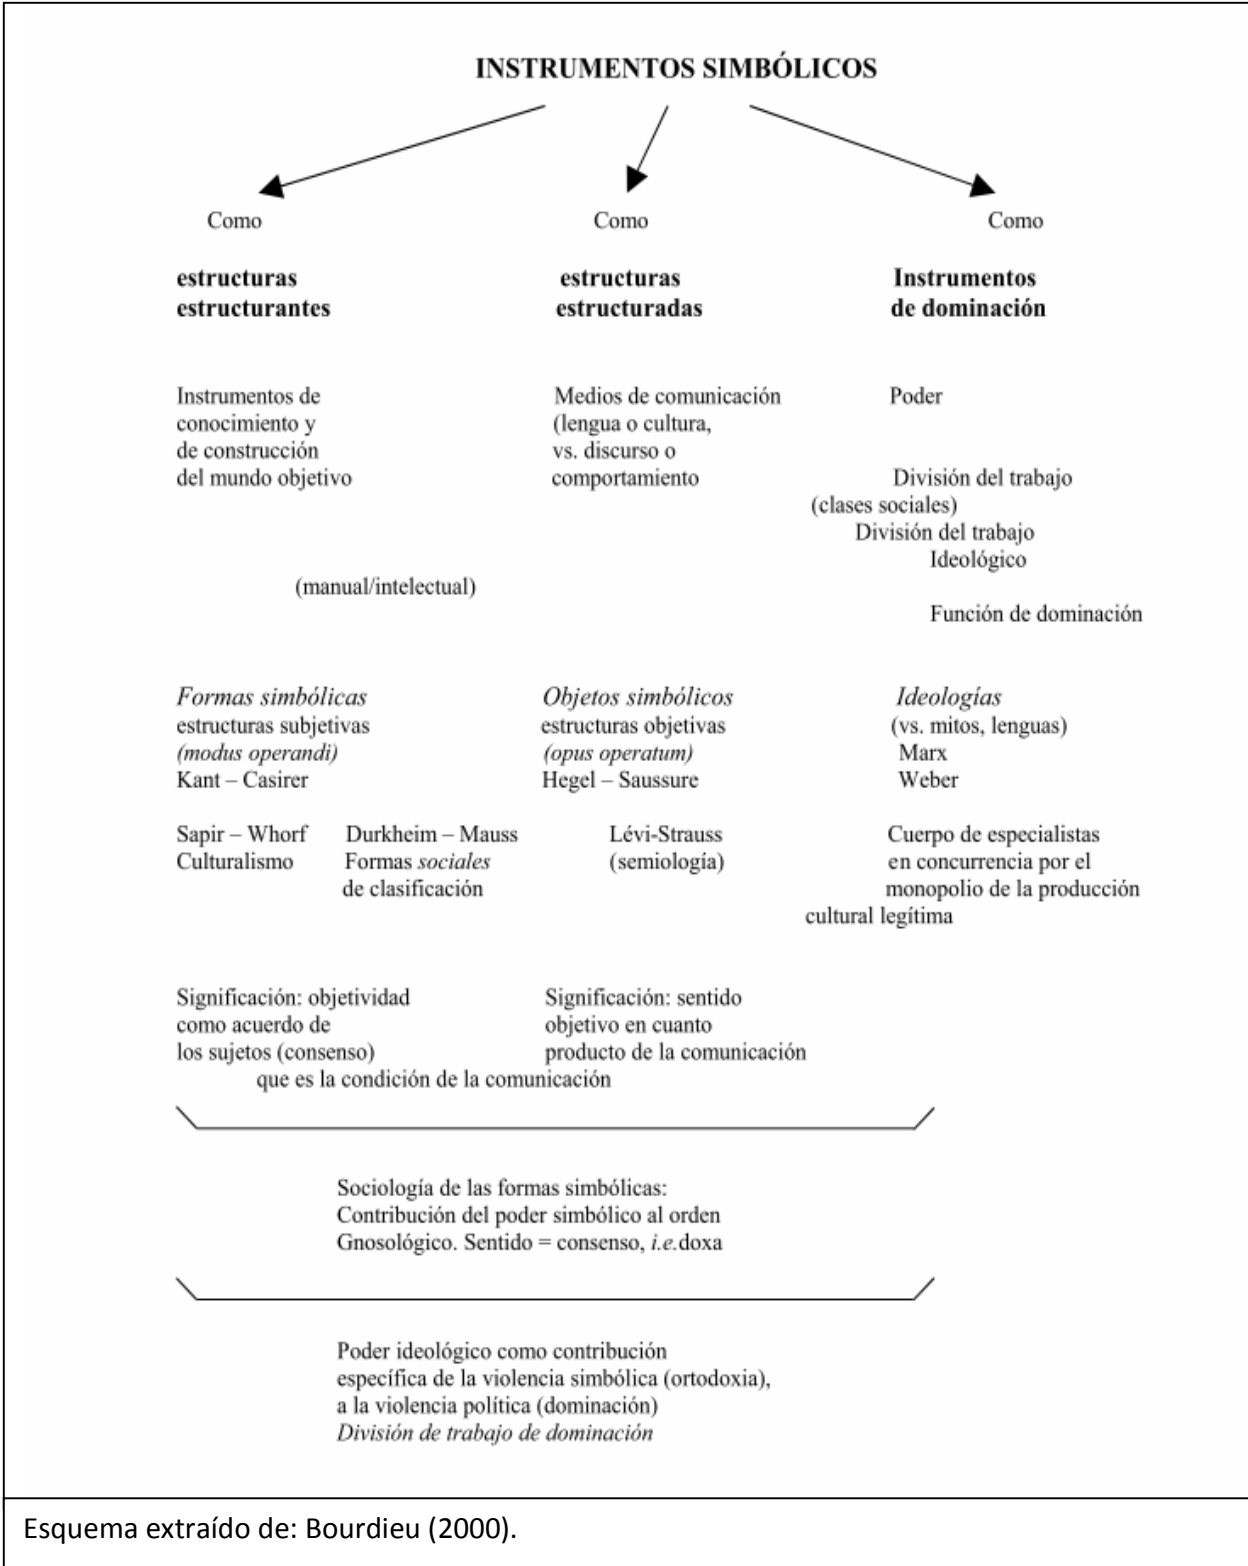 INSTRUMENTOS SIMBÓLICOS
Como
estructuras
estructurantes
Como
estructuras
estructuradas
Como
Instrumentos
de dominación
Instrumentos de
conocimiento y
de construcción
del mundo objetivo
Medios de comunicación
(lengua o cultura,
vs. discurso o
comportamiento
Poder
División del trabajo
(clases sociales)
División del trabajo
Ideológico
(manual/intelectual)
Función de dominación
Formas simbólicas
estructuras subjetivas
(modus operandi)
Kant – Casirer
Objetos simbólicos
estructuras objetivas
(opus operatum)
Hegel – Saussure
Ideologías
(vs. mitos, lenguas)
Marx
Weber
Sapir – Whorf
Culturalismo
Durkheim – Mauss
Formas sociales
de clasificación
Lévi-Strauss
(semiología)
Cuerpo de especialistas
en concurrencia por el
monopolio de la producción
cultural legítima
Significación: objetividad
como acuerdo de
los sujetos (consenso)
Significación: sentido
objetivo en cuanto
producto de la comunicación
que es la condición de la comunicación
Sociología de las formas simbólicas:
Contribución del poder simbólico al orden
Gnosológico. Sentido = consenso, i.e.doxa
Poder ideológico como contribución
específica de la violencia simbólica (ortodoxia),
a la violencia política (dominación)
División de trabajo de dominación
Esquema extraído de: Bourdieu (2000).